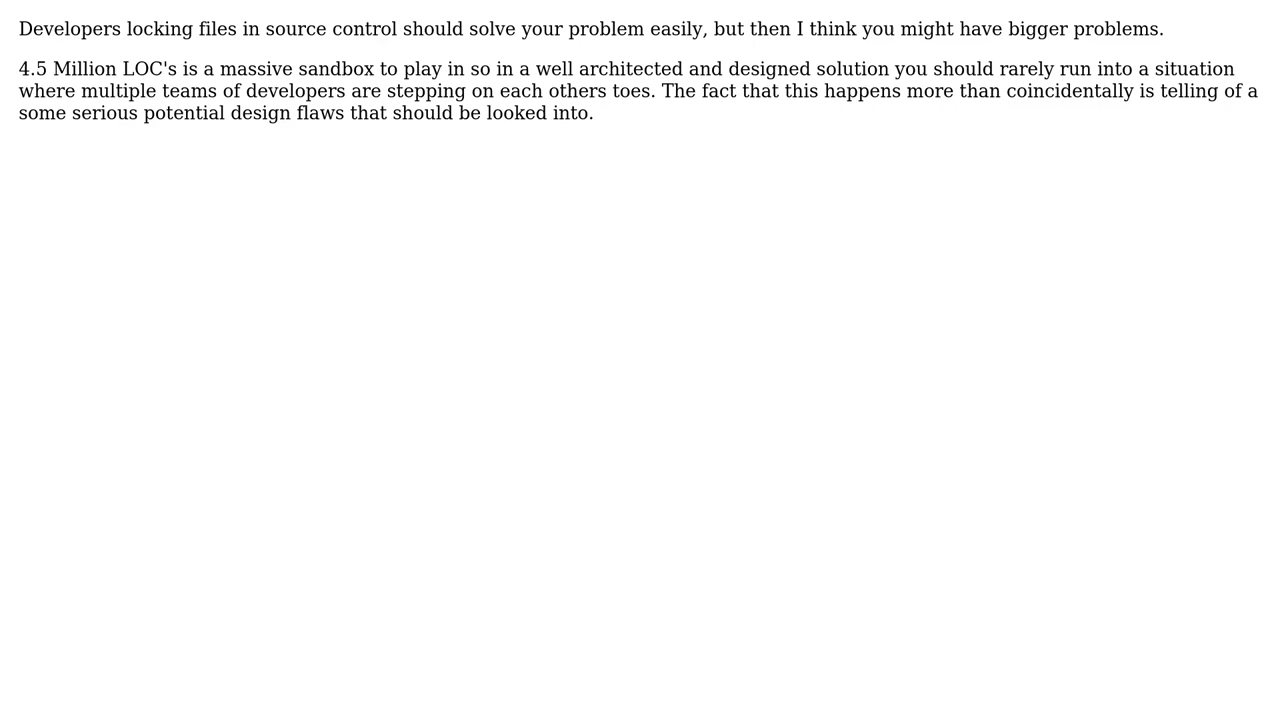 Developers locking files in source control should solve your problem easily, but then I think you might have bigger problems.
4.5 Million LOC's is a massive sandbox to play in so in a well architected and designed solution you should rarely run into a situation
where multiple teams of developers are stepping on each others toes. The fact that this happens more than coincidentally is telling of a
some serious potential design flaws that should be looked into.